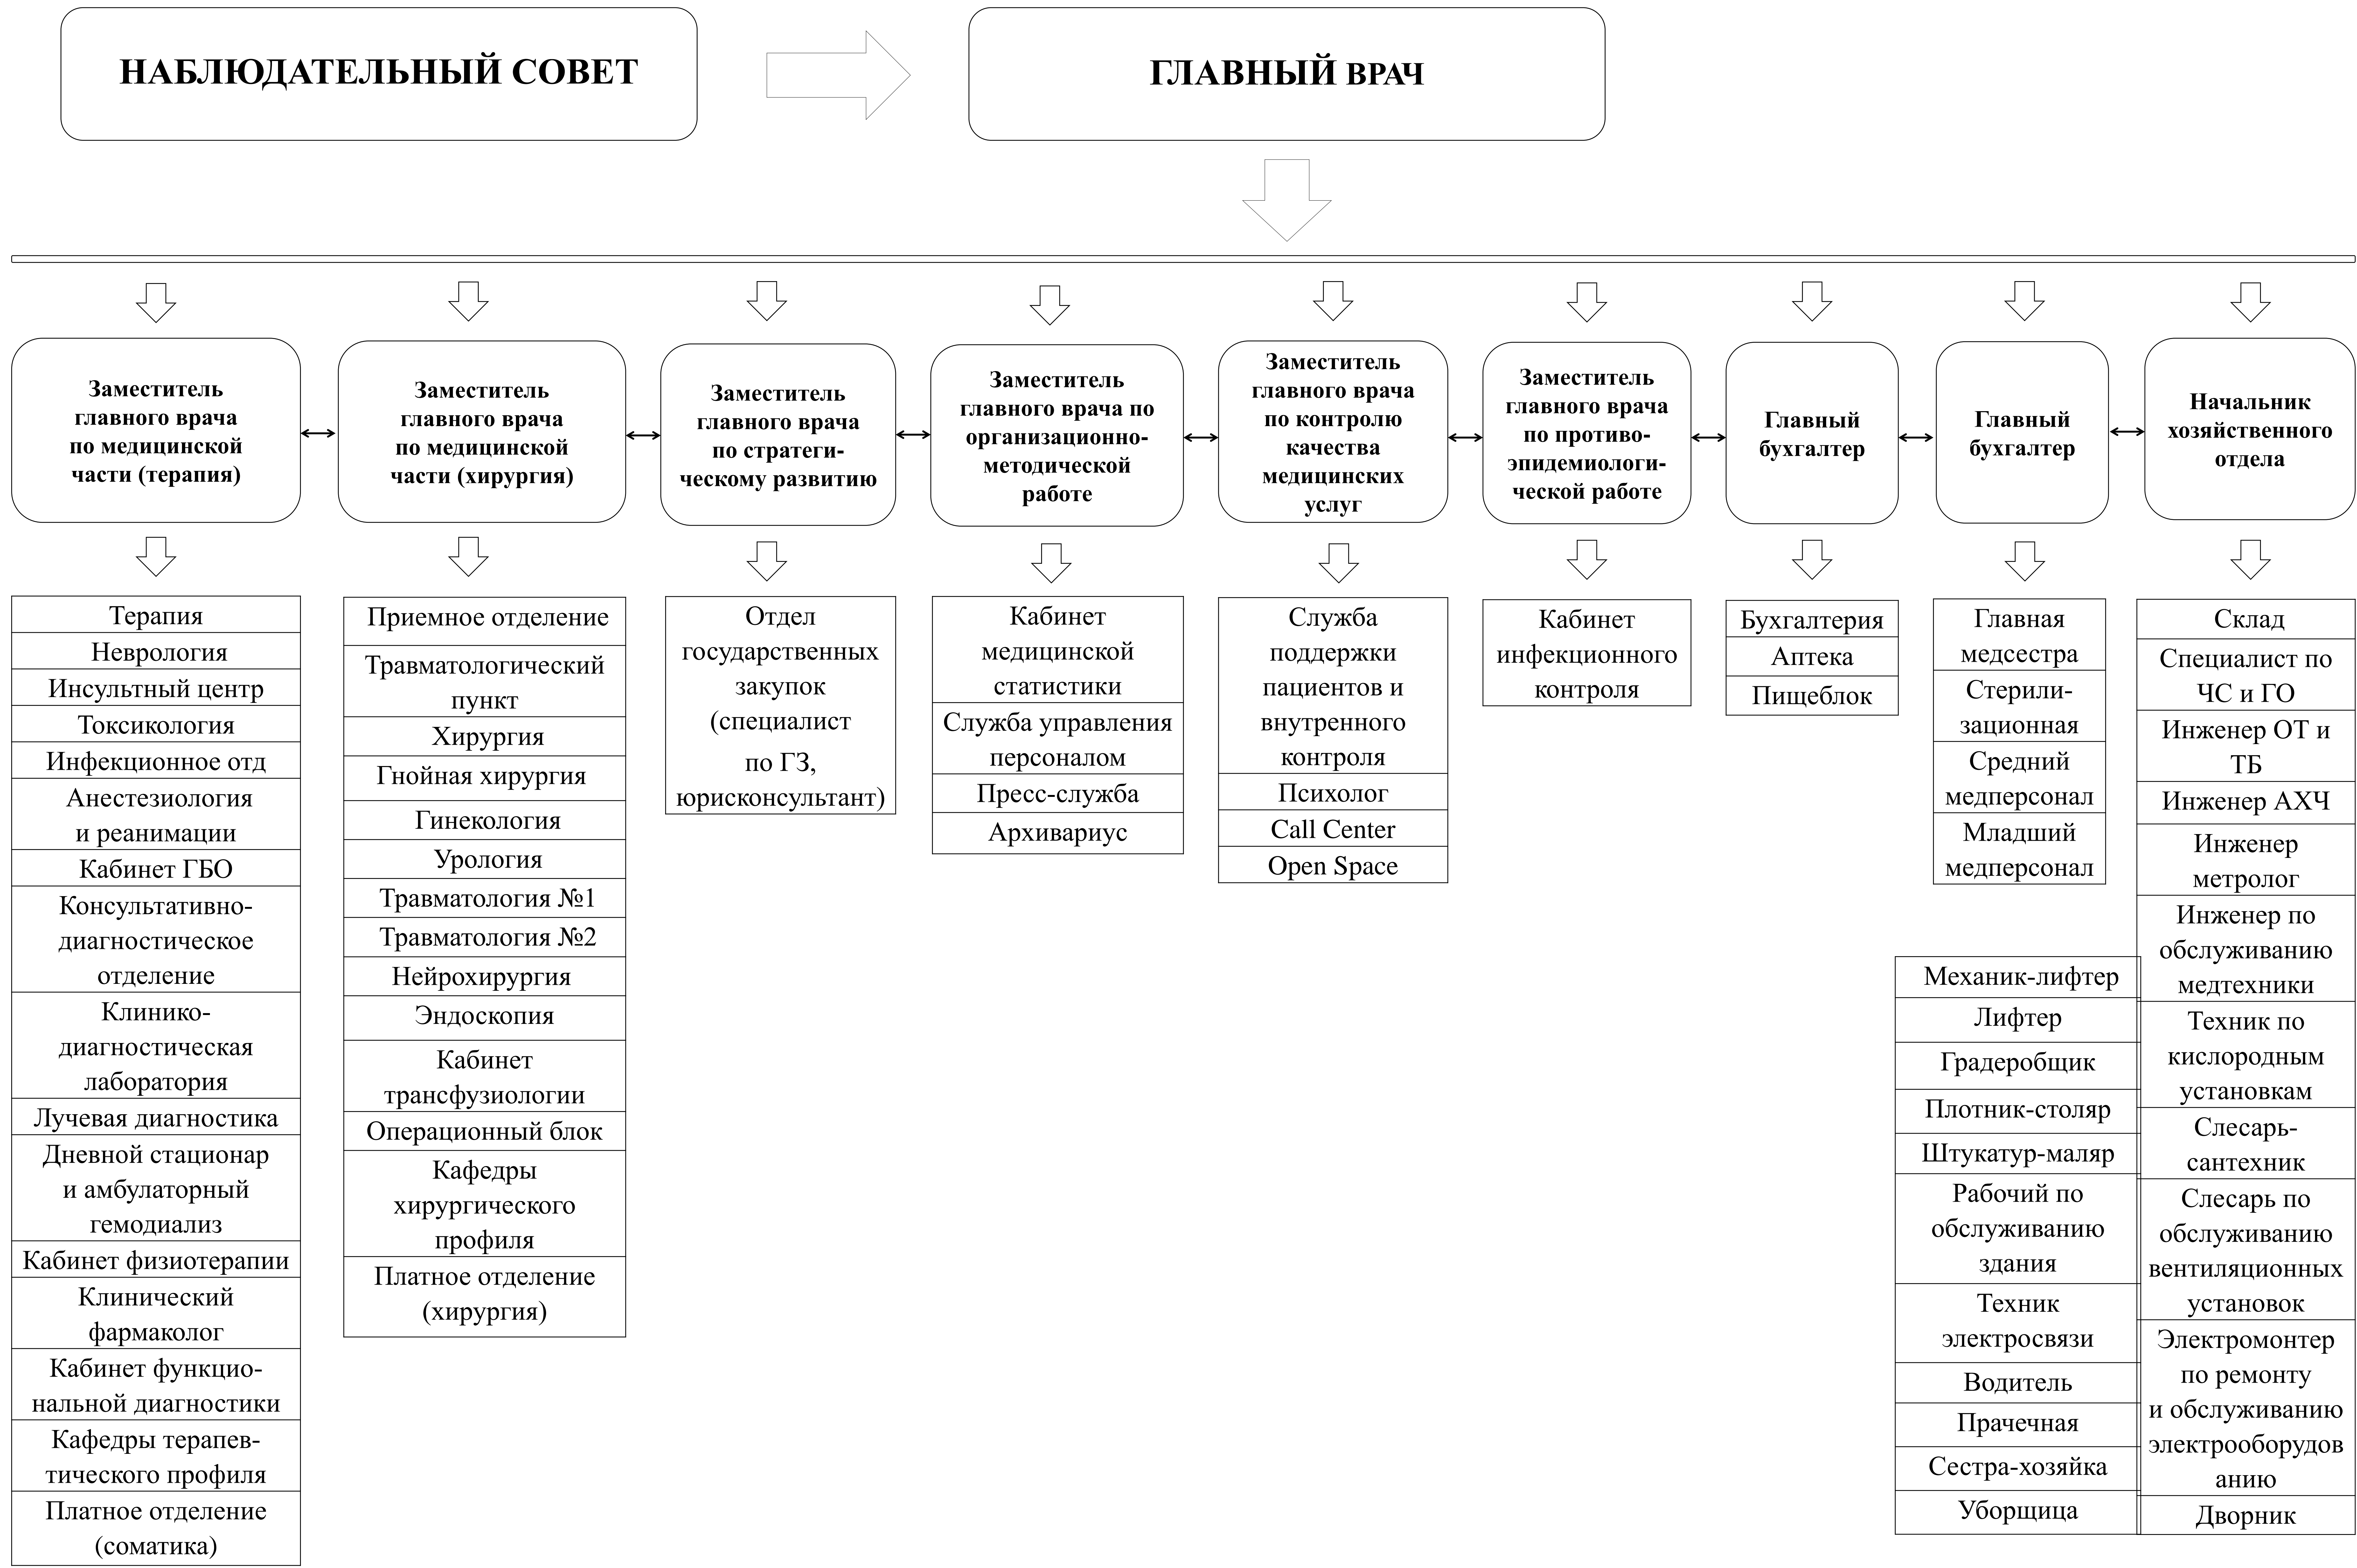 НАБЛЮДАТЕЛЬНЫЙ СОВЕТ
ГЛАВНЫЙ ВРАЧ
Заместитель
главного врача
по медицинской
части (терапия)
Заместитель
главного врача
по медицинской
части (хирургия)
Заместитель
главного врача
по стратеги-
ческому развитию
Заместитель
главного врача по
организационно-
методической
работе
Заместитель
главного врача
по контролю
качества
медицинских
услуг
Заместитель
главного врача
по противо-
эпидемиологи-
ческой работе
Главный
бухгалтер
Главный
бухгалтер
Начальник
хозяйственного
отдела
Терапия
Неврология
Инсультный центр
Токсикология
Инфекционное отд
Анестезиология
и реанимации
Кабинет ГБО
Консультативно-
диагностическое
отделение
Клинико-
диагностическая
лаборатория
Лучевая диагностика
Дневной стационар
и амбулаторный
гемодиализ
Кабинет физиотерапии
Клинический
фармаколог
Кабинет функцио-
нальной диагностики
Кафедры терапев-
тического профиля
Платное отделение
(соматика)
Приемное отделение
Травматологический
пункт
Хирургия
Гнойная хирургия
Гинекология
Урология
Травматология №1
Травматология №2
Нейрохирургия
Эндоскопия
Кабинет
трансфузиологии
Операционный блок
Кафедры
хирургического
профиля
Платное отделение
(хирургия)
Отдел
государственных
закупок
(специалист
по ГЗ,
юрисконсультант)
Кабинет
медицинской
статистики
Служба управления
персоналом
Пресс-служба
Архивариус
Служба
поддержки
пациентов и
внутренного
контроля
Психолог
Call Center
Open Space
Кабинет
инфекционного
контроля
Бухгалтерия
Аптека
Пищеблок
Главная
медсестра
Стерили-
зационная
Средний
медперсонал
Младший
медперсонал
Механик-лифтер
Лифтер
Градеробщик
Плотник-столяр
Штукатур-маляр
Рабочий по
обслуживанию
здания
Техник
электросвязи
Водитель
Прачечная
Сестра-хозяйка
Уборщица
Склад
Специалист по
ЧС и ГО
Инженер ОТ и
ТБ
Инженер АХЧ
Инженер
метролог
Инженер по
обслуживанию
медтехники
Техник по
кислородным
установкам
Слесарь-
сантехник
Слесарь по
обслуживанию
вентиляционных
установок
Электромонтер
по ремонту
и обслуживанию
электрооборудов
анию
Дворник